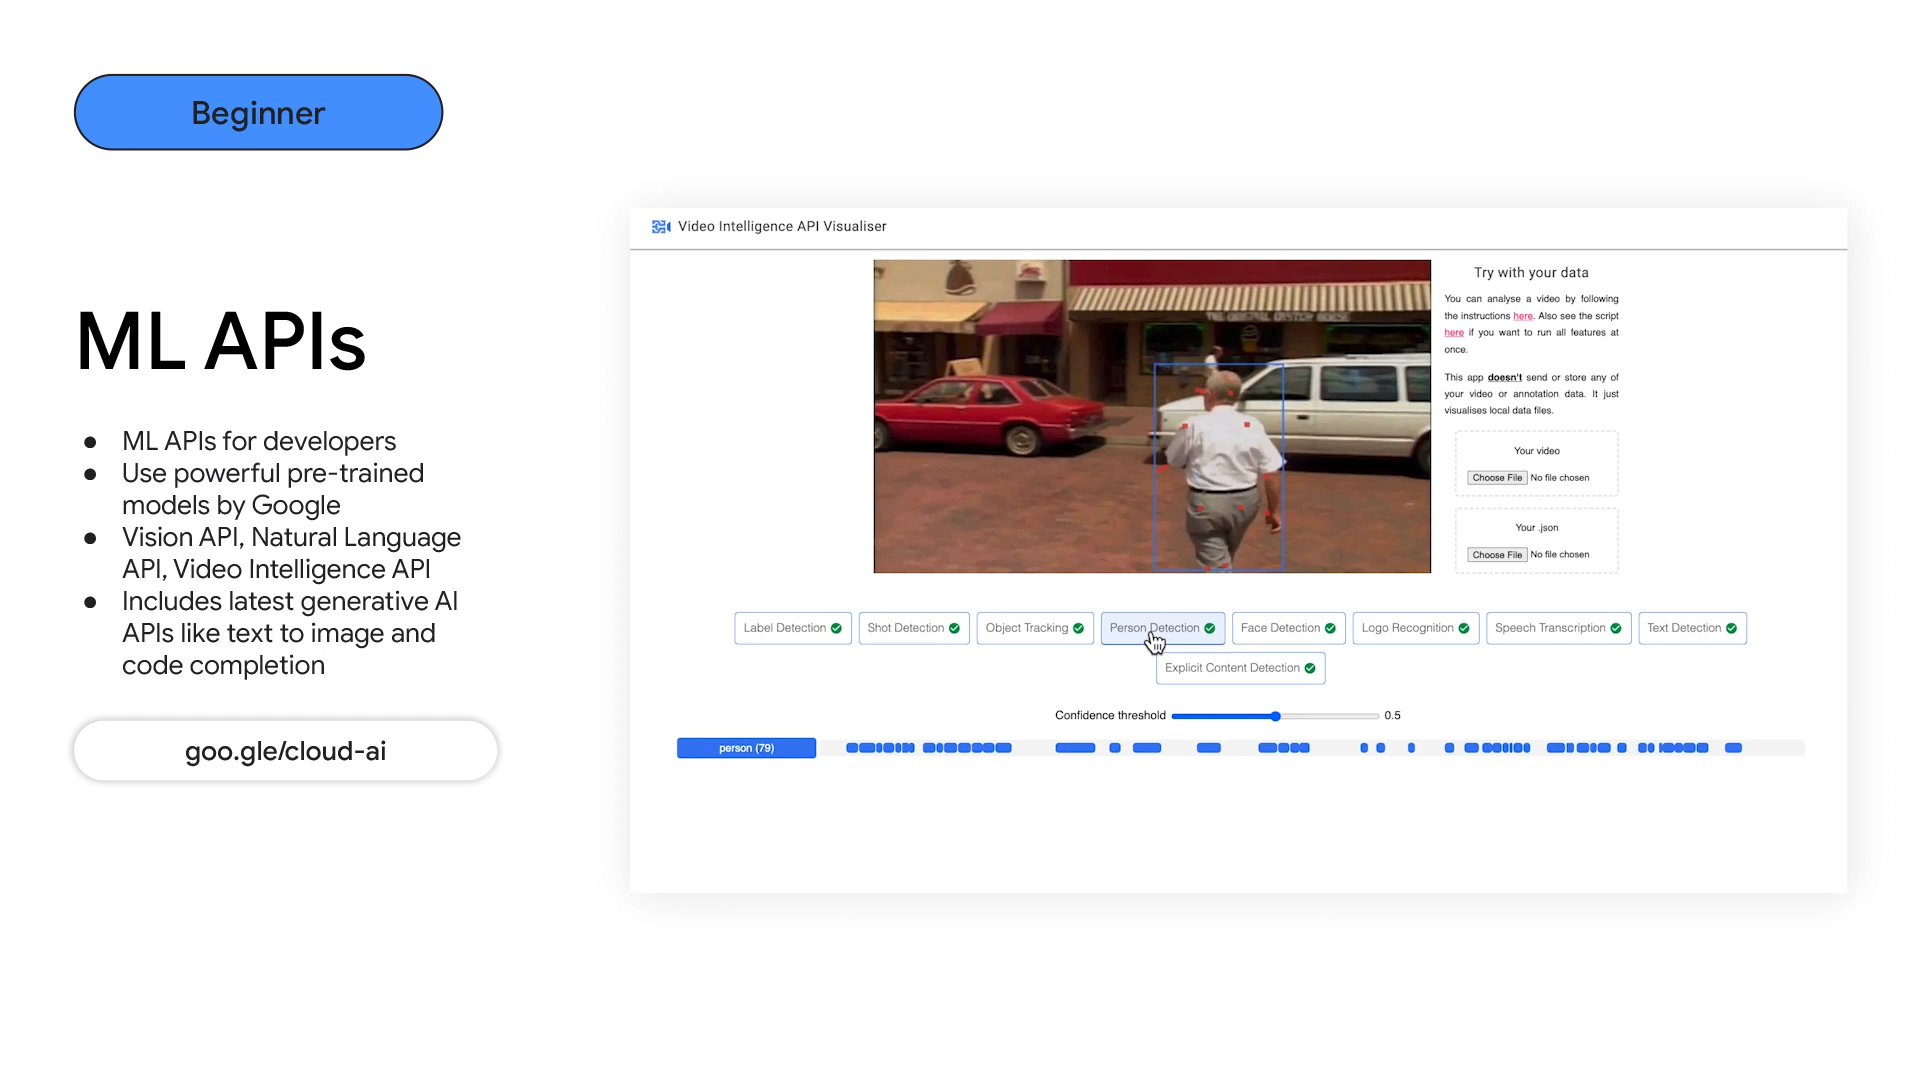 Beginner
ML APIs
● ML APIs for developers
● Use powerful pre-trained
models by Google
● Vision API, Natural Language
API, Video Intelligence API
● Includes latest generative AI
APIs like text to image and
code completion
goo.gle/cloud-ai
Video Intelligence API Visualiser
Try with your data
You can analyse a video by following
the instructions here. Also see the script
here if you want to run all features at
once.
This app doesn't send or store any of
your video or annotation data. It just
visualises local data files.
Your video
Choose File No file chosen
Your .json
Choose File No file chosen
Label Detection
Shot Detection
Object Tracking
Person Detection
Face Detection
Logo Recognition
Speech Transcription
Text Detection
Explicit Content Detection
Confidence threshold 0.5
person (79)